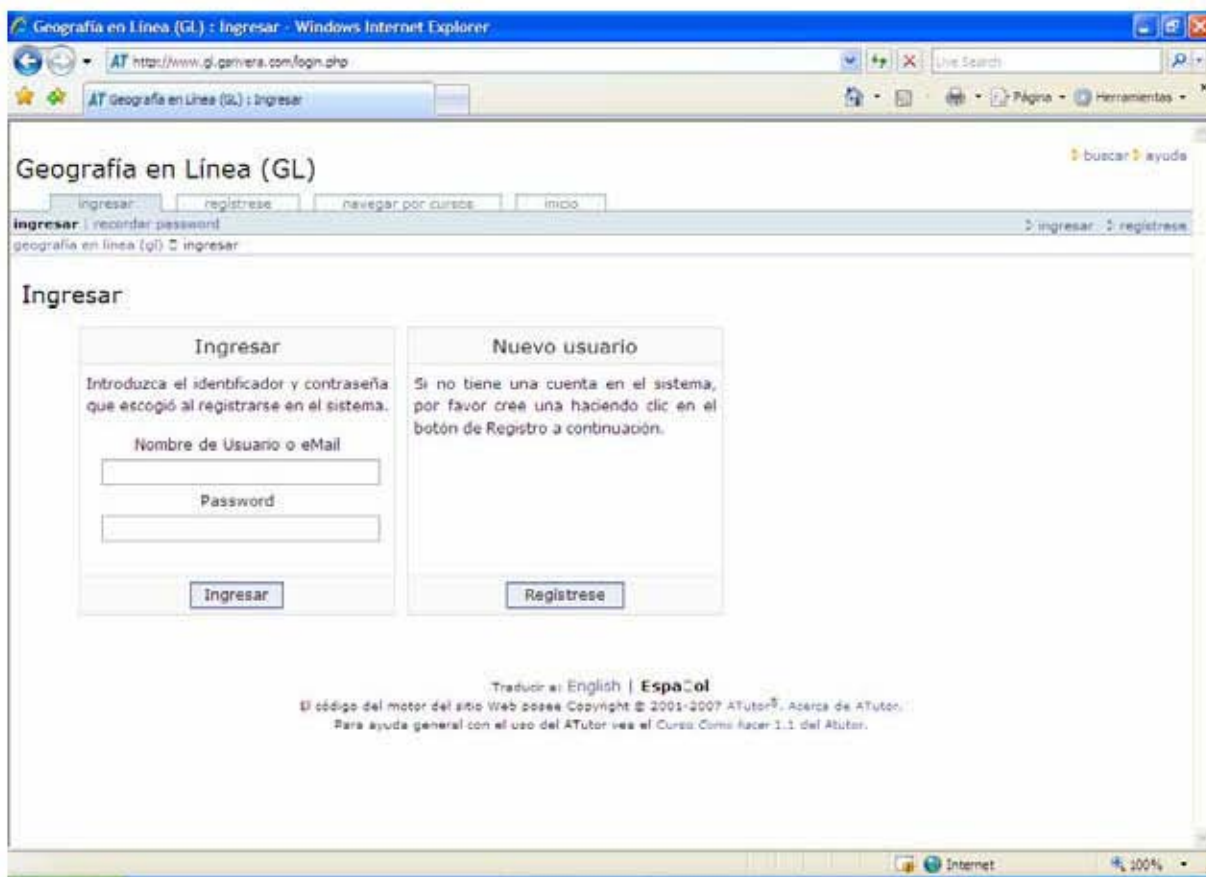 Geografía en Línea (GL) : Ingresar - Windows Internet Explorer
AT http://www.gl.garivera.com/login.php
Live Search
AT Geografía en Línea (GL) : Ingresar
Página
Herramientas
buscar ayuda
Geografía en Línea (GL)
ingresar regístrese navegar por cursos inicio
ingresar | recordar password
ingresar regístrese
geografía en línea (gl) ingresar
Ingresar
Ingresar
Introduzca el identificador y contraseña
que escogió al registrarse en el sistema.
Nombre de Usuario o eMail
Password
Ingresar
Nuevo usuario
Si no tiene una cuenta en el sistema,
por favor cree una haciendo clic en el
botón de Registro a continuación.
Regístrese
Traducir a: English | Espa□ol
El código del motor del sitio Web posee Copyright © 2001-2007 ATutor®. Acerca de ATutor.
Para ayuda general con el uso del ATutor vea el Curso Como hacer 1.1 del Atutor.
Internet
100%